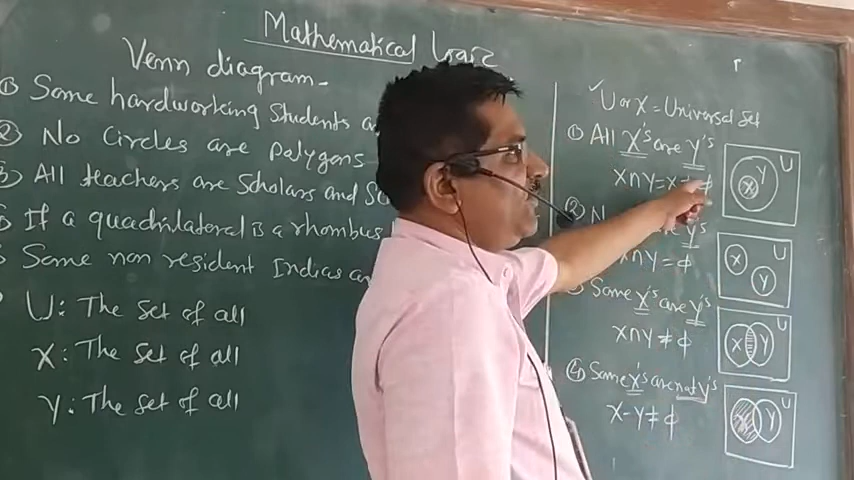 Mathematical Logic
Venn diagram-
① Some hardworking Students
② No Circles are Polygons
③ All teachers are Scholars and
If a quadrilateral is a rhombus
Some non resident Indians
U: The Set of all
X: The Set of all
Y: The Set of all
✓ U or X = Universal Set
① All X's are Y's
X∩Y=X≠ϕ
X Y U
② N
Y's
X∩Y = ϕ
X Y U
Some X's are Y's
X∩Y ≠ ϕ
X Y U
④ Some X's are not Y's
X-Y≠ϕ
X Y U